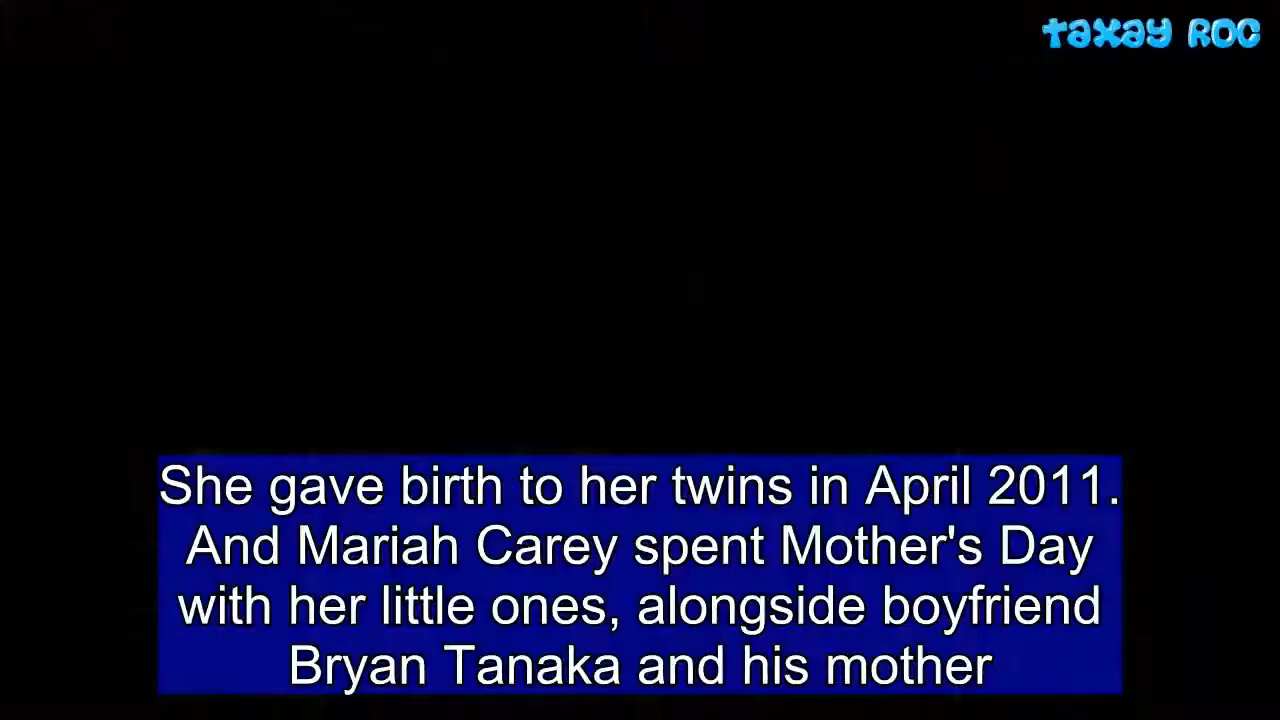 TAXAY ROC
She gave birth to her twins in April 2011.
And Mariah Carey spent Mother's Day
with her little ones, alongside boyfriend
Bryan Tanaka and his mother